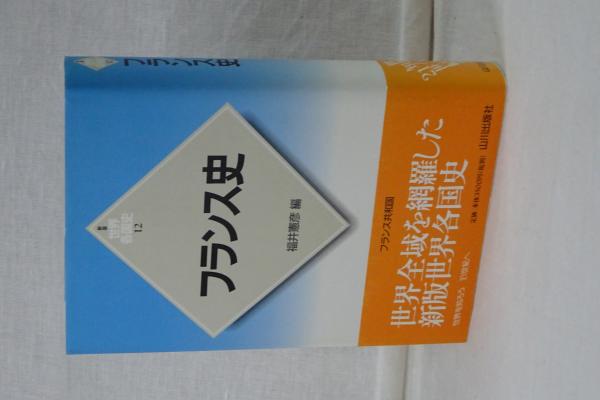 フランス史
新版
世界各国史
12
フランス史
福井憲彦 編
フランス共和国
世界全域を網羅した
新版世界各国史
山川出版社